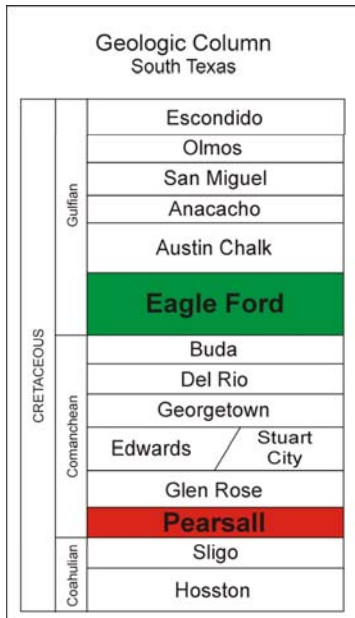 Geologic Column
South Texas
CRETACEOUS
Gulfian
Escondido
Olmos
San Miguel
Anacacho
Austin Chalk
Eagle Ford
Comanchean
Buda
Del Rio
Georgetown
Edwards / Stuart
City
Glen Rose
Pearsall
Coahulian
Sligo
Hosston